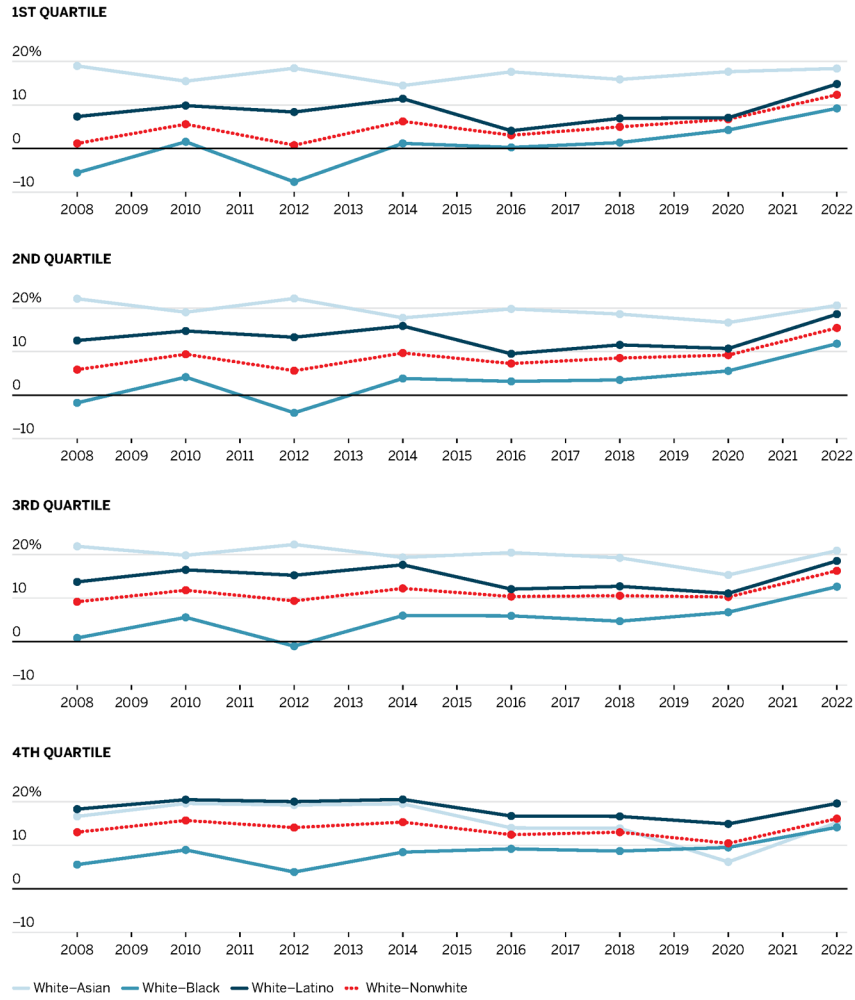 1ST QUARTILE
20%
10
0
−10
2008 2009 2010 2011 2012 2013 2014 2015 2016 2017 2018 2019 2020 2021 2022
2ND QUARTILE
20%
10
0
−10
2008 2009 2010 2011 2012 2013 2014 2015 2016 2017 2018 2019 2020 2021 2022
3RD QUARTILE
20%
10
0
−10
2008 2009 2010 2011 2012 2013 2014 2015 2016 2017 2018 2019 2020 2021 2022
4TH QUARTILE
20%
10
0
−10
2008 2009 2010 2011 2012 2013 2014 2015 2016 2017 2018 2019 2020 2021 2022
White–Asian White–Black White–Latino White–Nonwhite